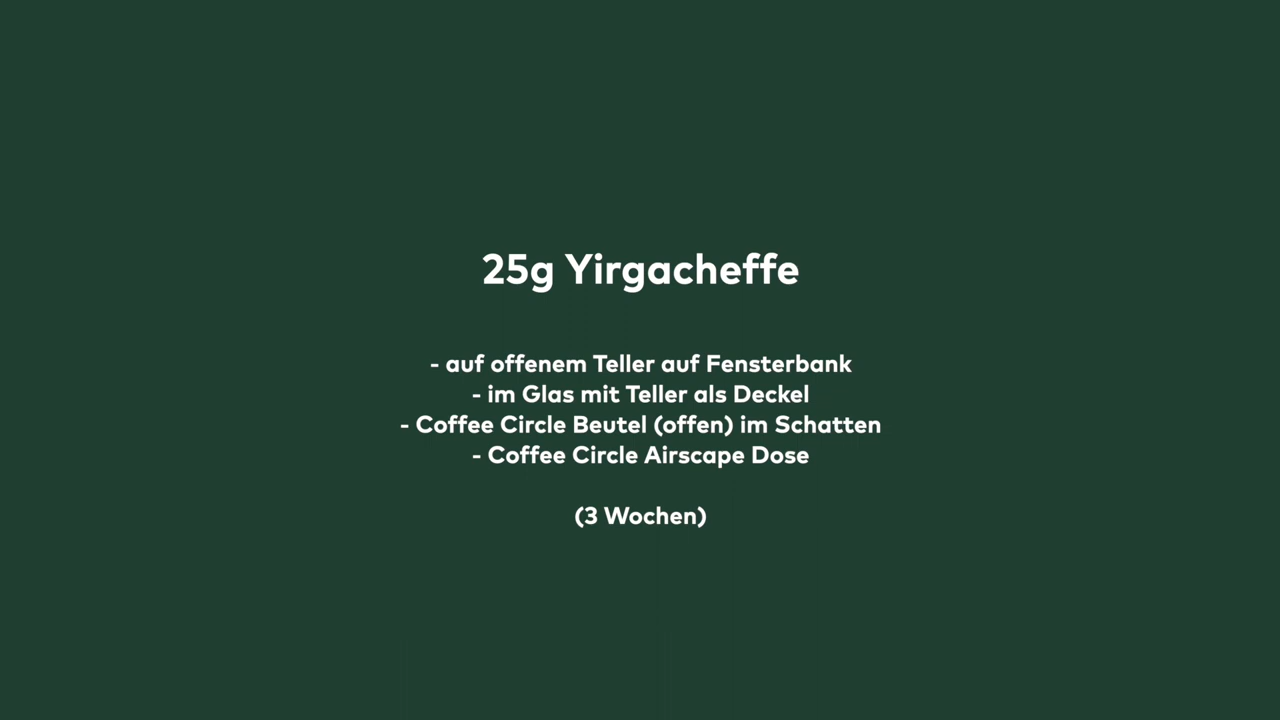 25g Yirgacheffe
- auf offenem Teller auf Fensterbank
- im Glas mit Teller als Deckel
- Coffee Circle Beutel (offen) im Schatten
- Coffee Circle Airscape Dose
(3 Wochen)